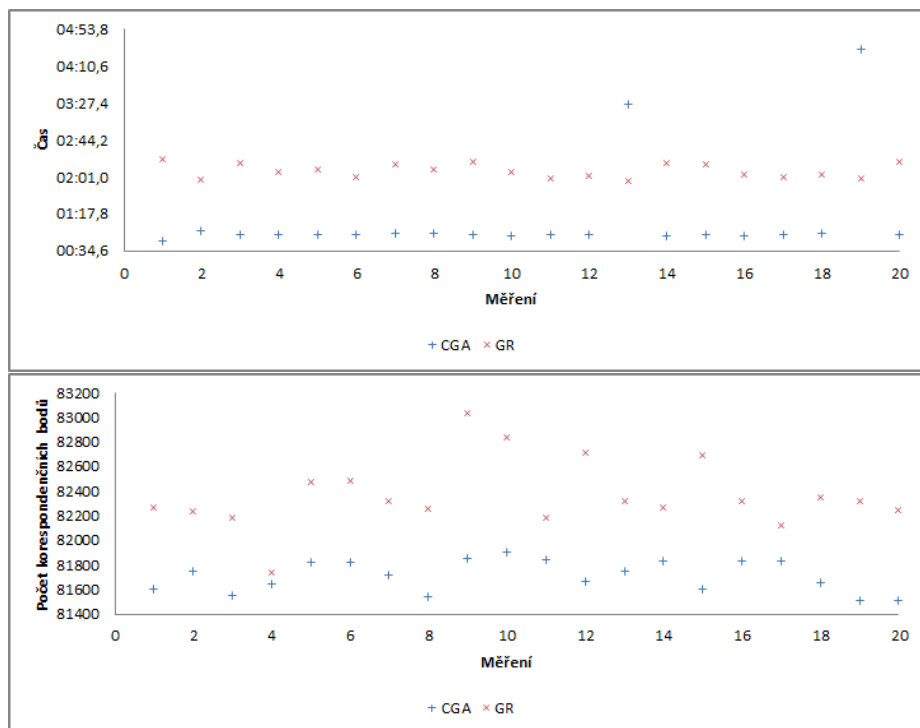 04:53,8
04:10,6
03:27,4
02:44,2
02:01,0
01:17,8
00:34,6
Čas
0 2 4 6 8 10 12 14 16 18 20
Měření
CGA GR
83200
83000
82800
82600
82400
82200
82000
81800
81600
81400
Počet korespondenčních bodů
0 2 4 6 8 10 12 14 16 18 20
Měření
CGA GR